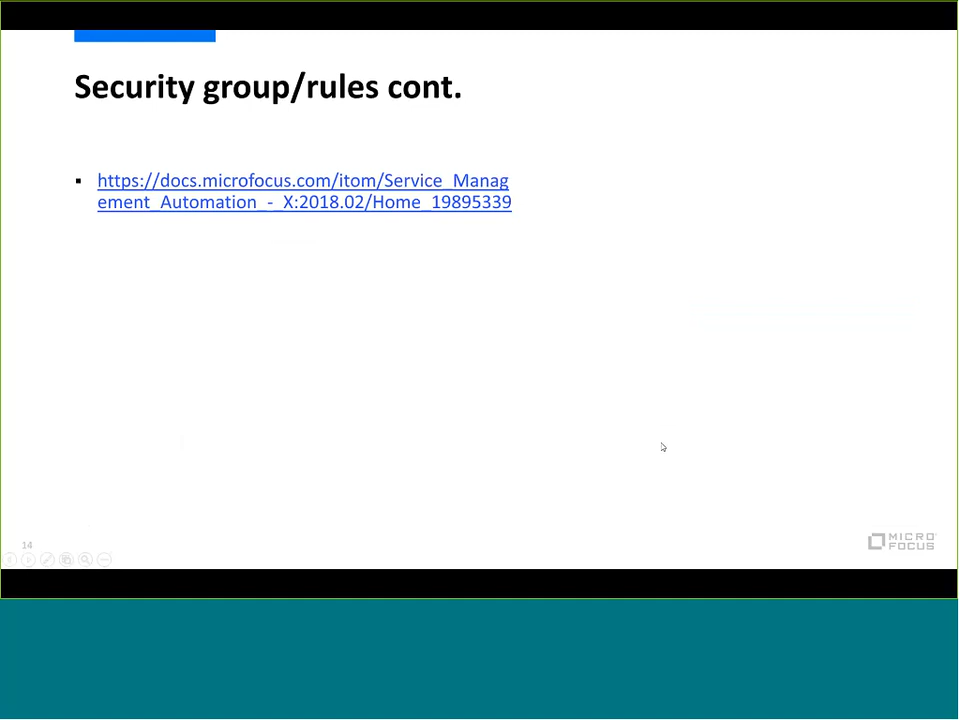 Security group/rules cont.
https://docs.microfocus.com/itom/Service_Manag
ement_Automation_-_X:2018.02/Home_19895339
14
MICRO
FOCUS